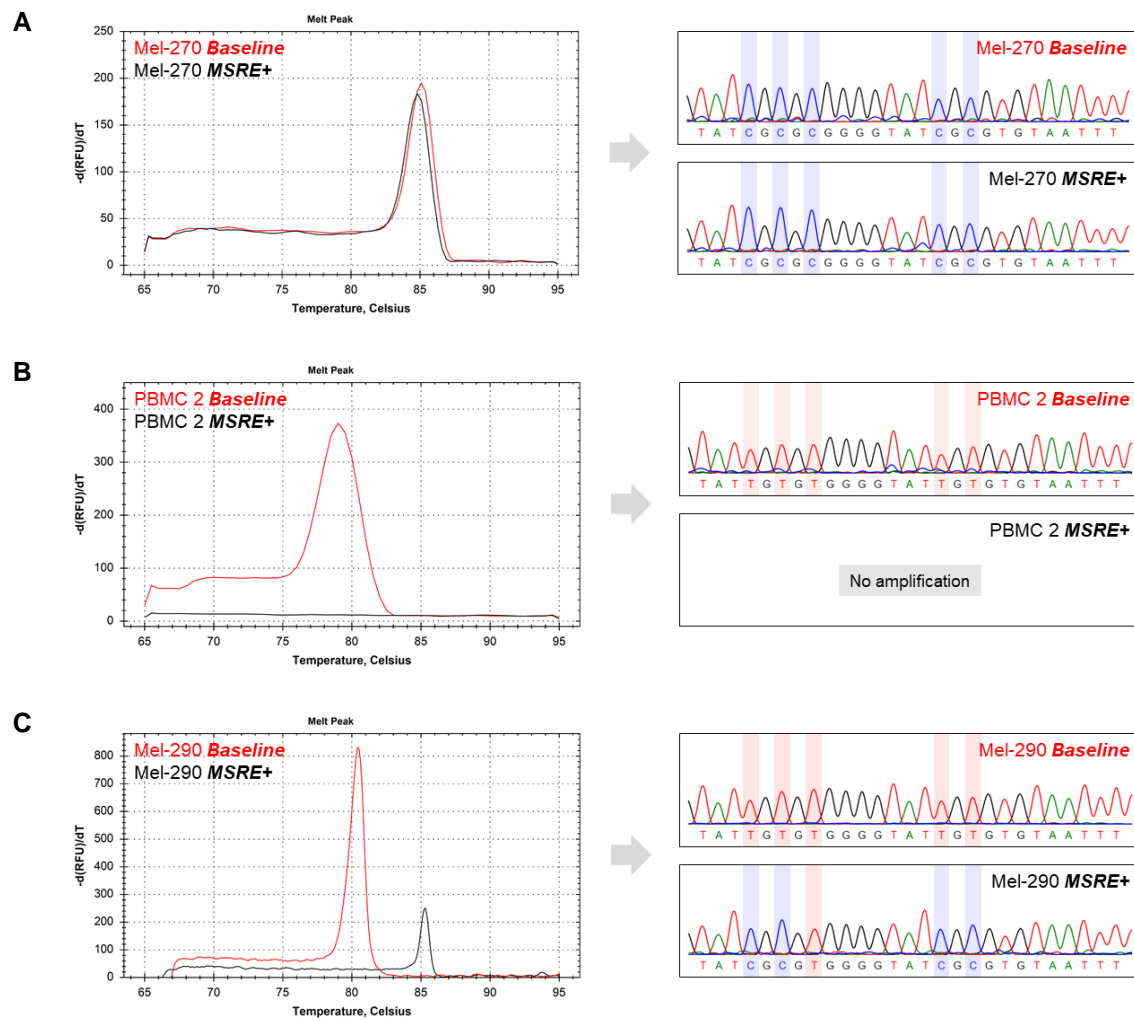 A
Melt Peak
Mel-270 Baseline
Mel-270 MSRE+
250
200
150
100
50
0
-d(RFU)/dT
65 70 75 80 85 90 95
Temperature, Celsius
Mel-270 Baseline
T A T C G C G C G G G G T A T C G C G T G T A A T T T
Mel-270 MSRE+
T A T C G C G C G G G G T A T C G C G T G T A A T T T
B
Melt Peak
PBMC 2 Baseline
PBMC 2 MSRE+
400
300
200
100
0
-d(RFU)/dT
65 70 75 80 85 90 95
Temperature, Celsius
PBMC 2 Baseline
T A T T G T G T G G G G T A T T G T G T G T A A T T T
PBMC 2 MSRE+
No amplification
C
Melt Peak
Mel-290 Baseline
Mel-290 MSRE+
800
700
600
500
400
300
200
100
0
-d(RFU)/dT
65 70 75 80 85 90 95
Temperature, Celsius
Mel-290 Baseline
T A T T G T G T G G G G T A T T G T G T G T A A T T T
Mel-290 MSRE+
T A T C G C G T G G G G T A T C G C G T G T A A T T T